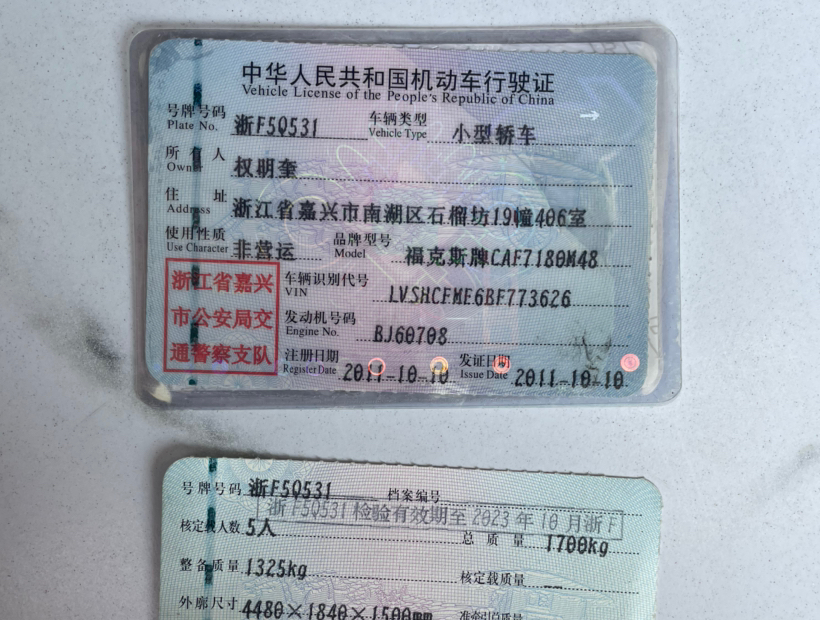 中华人民共和国机动车行驶证
Vehicle License of the People's Republic of China
号牌号码 浙F5Q531 车辆类型 小型轿车
Plate No. Vehicle Type
所有人 权明奎
Owner
住址 浙江省嘉兴市南湖区石榴坊19幢406室
Address
使用性质 非营运 品牌型号 福克斯牌CAF7180M48
Use Character Model
浙江省嘉兴
市公安局交
通警察支队
车辆识别代号 LVSHCFME6BF773626
VIN
发动机号码 BJ60708
Engine No.
注册日期 2011-10-10 发证日期 2011-10-10
Register Date Issue Date
号牌号码 浙F5Q531 档案编号
浙F5Q531检验有效期至2023年10月浙F
核定载人数 5人 总质量 1700kg
整备质量 1325kg 核定载质量 --
外廓尺寸 4480×1840×1500mm 准牵引总质量